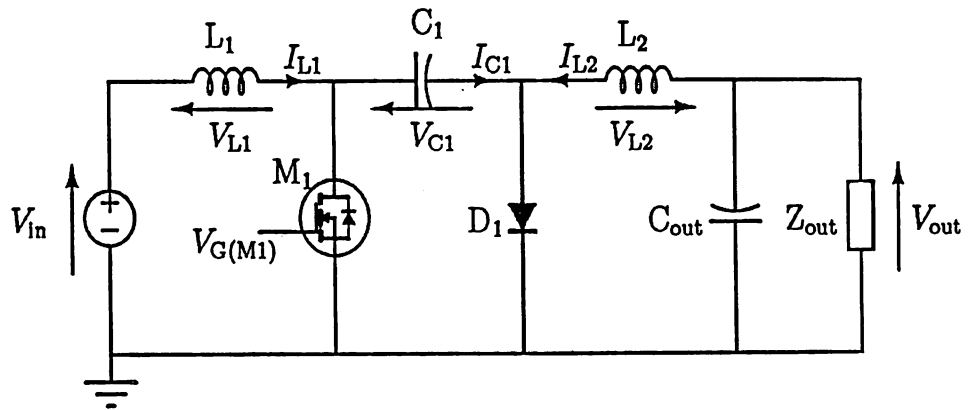 L1 IL1 C1 IC1 IL2 L2
VL1 VC1 VL2
M1
Vin + − VG(M1) D1 Cout Zout Vout